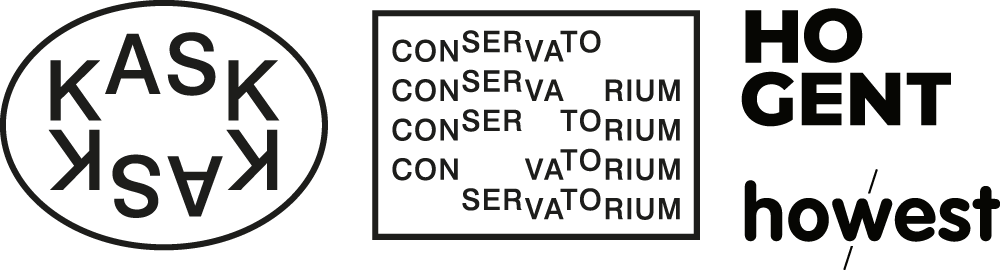 KASK
KASK
CONSERVATO
CONSERVA RIUM
CONSER TORIUM
CON VATORIUM
SERVATORIUM
HO
GENT
howest